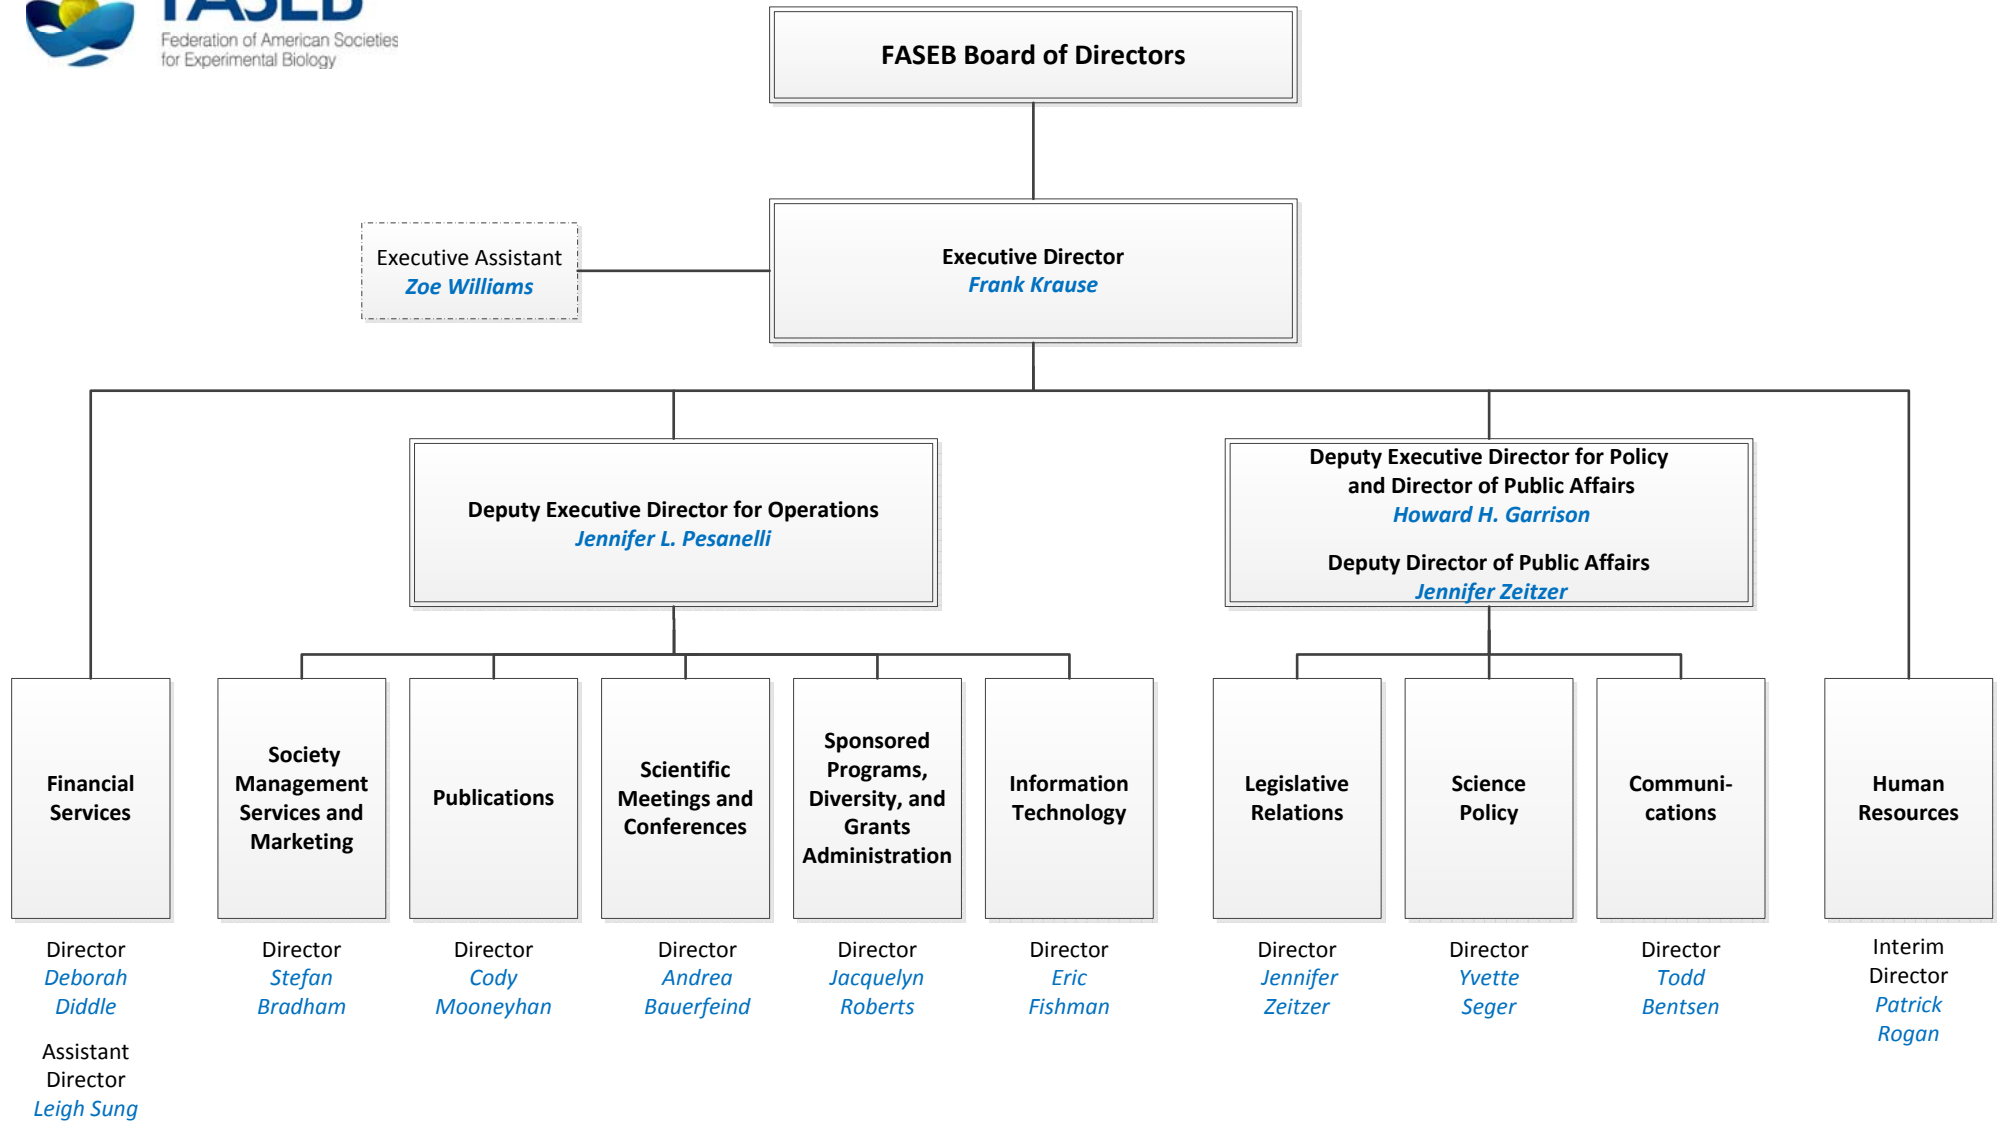 FASEB
Federation of American Societies
for Experimental Biology
FASEB Board of Directors
Executive Assistant
Zoe Williams
Executive Director
Frank Krause
Deputy Executive Director for Operations
Jennifer L. Pesanelli
Deputy Executive Director for Policy
and Director of Public Affairs
Howard H. Garrison
Deputy Director of Public Affairs
Jennifer Zeitzer
Financial
Services
Director
Deborah
Diddle
Assistant
Director
Leigh Sung
Society
Management
Services and
Marketing
Director
Stefan
Bradham
Publications
Director
Cody
Mooneyhan
Scientific
Meetings and
Conferences
Director
Andrea
Bauerfeind
Sponsored
Programs,
Diversity, and
Grants
Administration
Director
Jacquelyn
Roberts
Information
Technology
Director
Eric
Fishman
Legislative
Relations
Director
Jennifer
Zeitzer
Science
Policy
Director
Yvette
Seger
Communi-
cations
Director
Todd
Bentsen
Human
Resources
Interim
Director
Patrick
Rogan